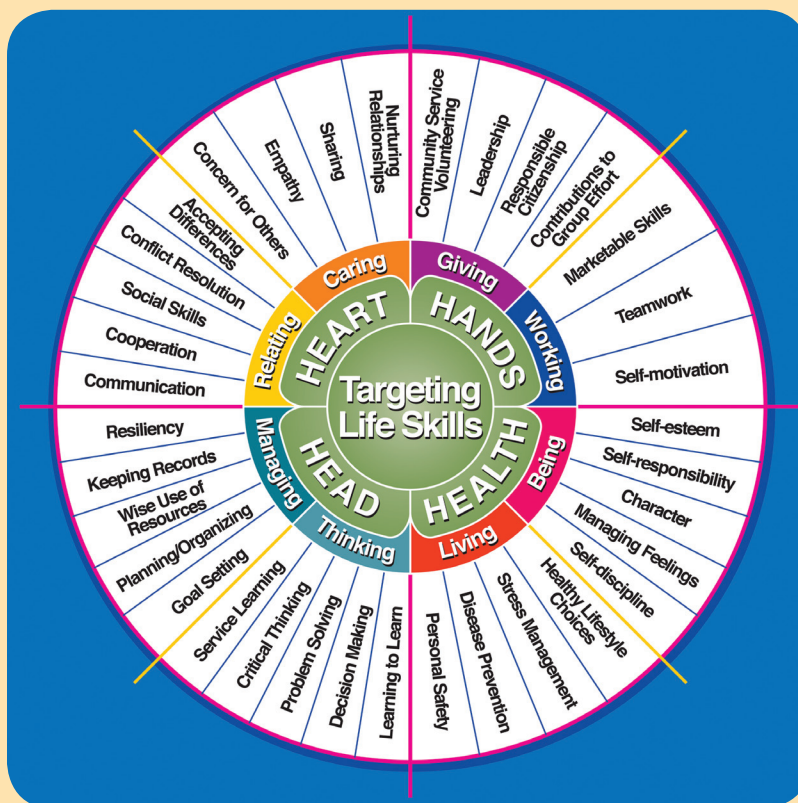 Targeting
Life Skills
HEART
HANDS
HEALTH
HEAD
Caring
Giving
Working
Being
Living
Thinking
Managing
Relating
Nurturing
Relationships
Sharing
Empathy
Concern for Others
Accepting
Differences
Conflict Resolution
Social Skills
Cooperation
Communication
Community Service
Volunteering
Leadership
Responsible
Citizenship
Contributions to
Group Effort
Marketable Skills
Teamwork
Self-motivation
Self-esteem
Self-responsibility
Character
Managing Feelings
Self-discipline
Healthy Lifestyle
Choices
Stress Management
Disease Prevention
Personal Safety
Learning to Learn
Decision Making
Problem Solving
Critical Thinking
Service Learning
Goal Setting
Planning/Organizing
Wise Use of
Resources
Keeping Records
Resiliency